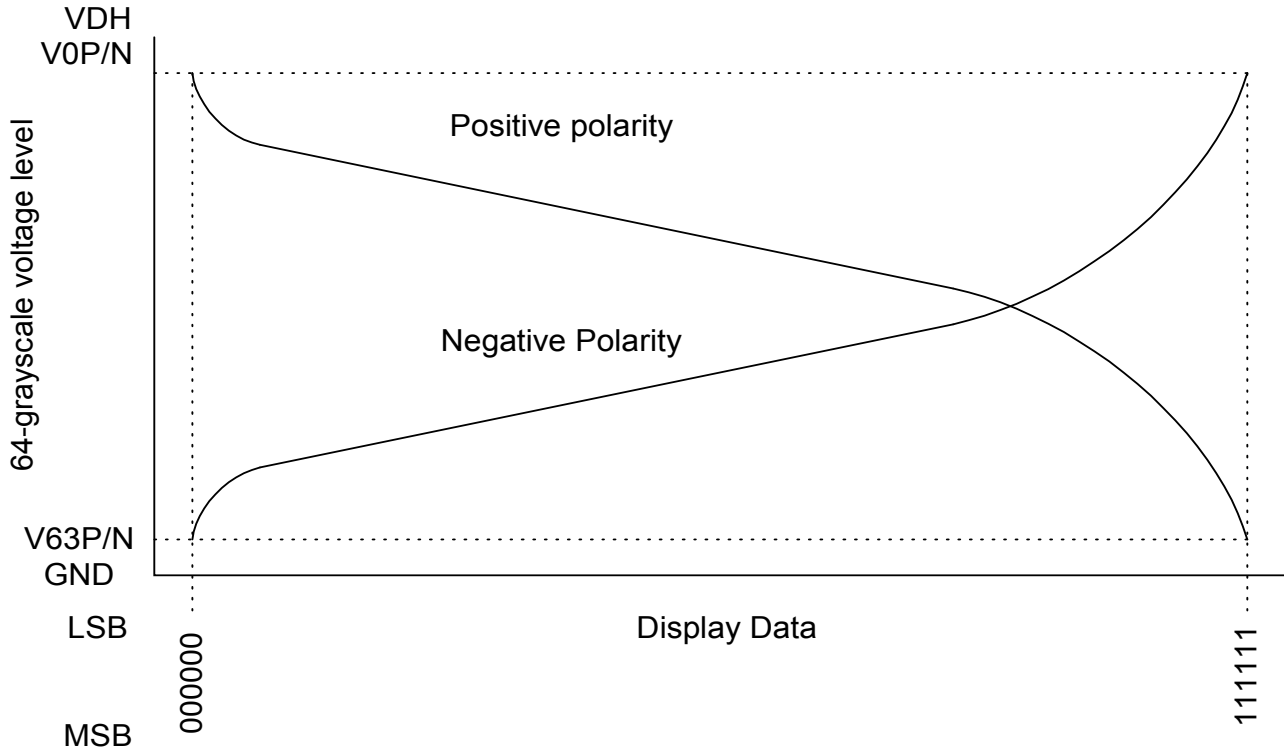 VDH
V0P/N
64-grayscale voltage level
Positive polarity
Negative Polarity
V63P/N
GND
LSB
Display Data
000000
111111
MSB